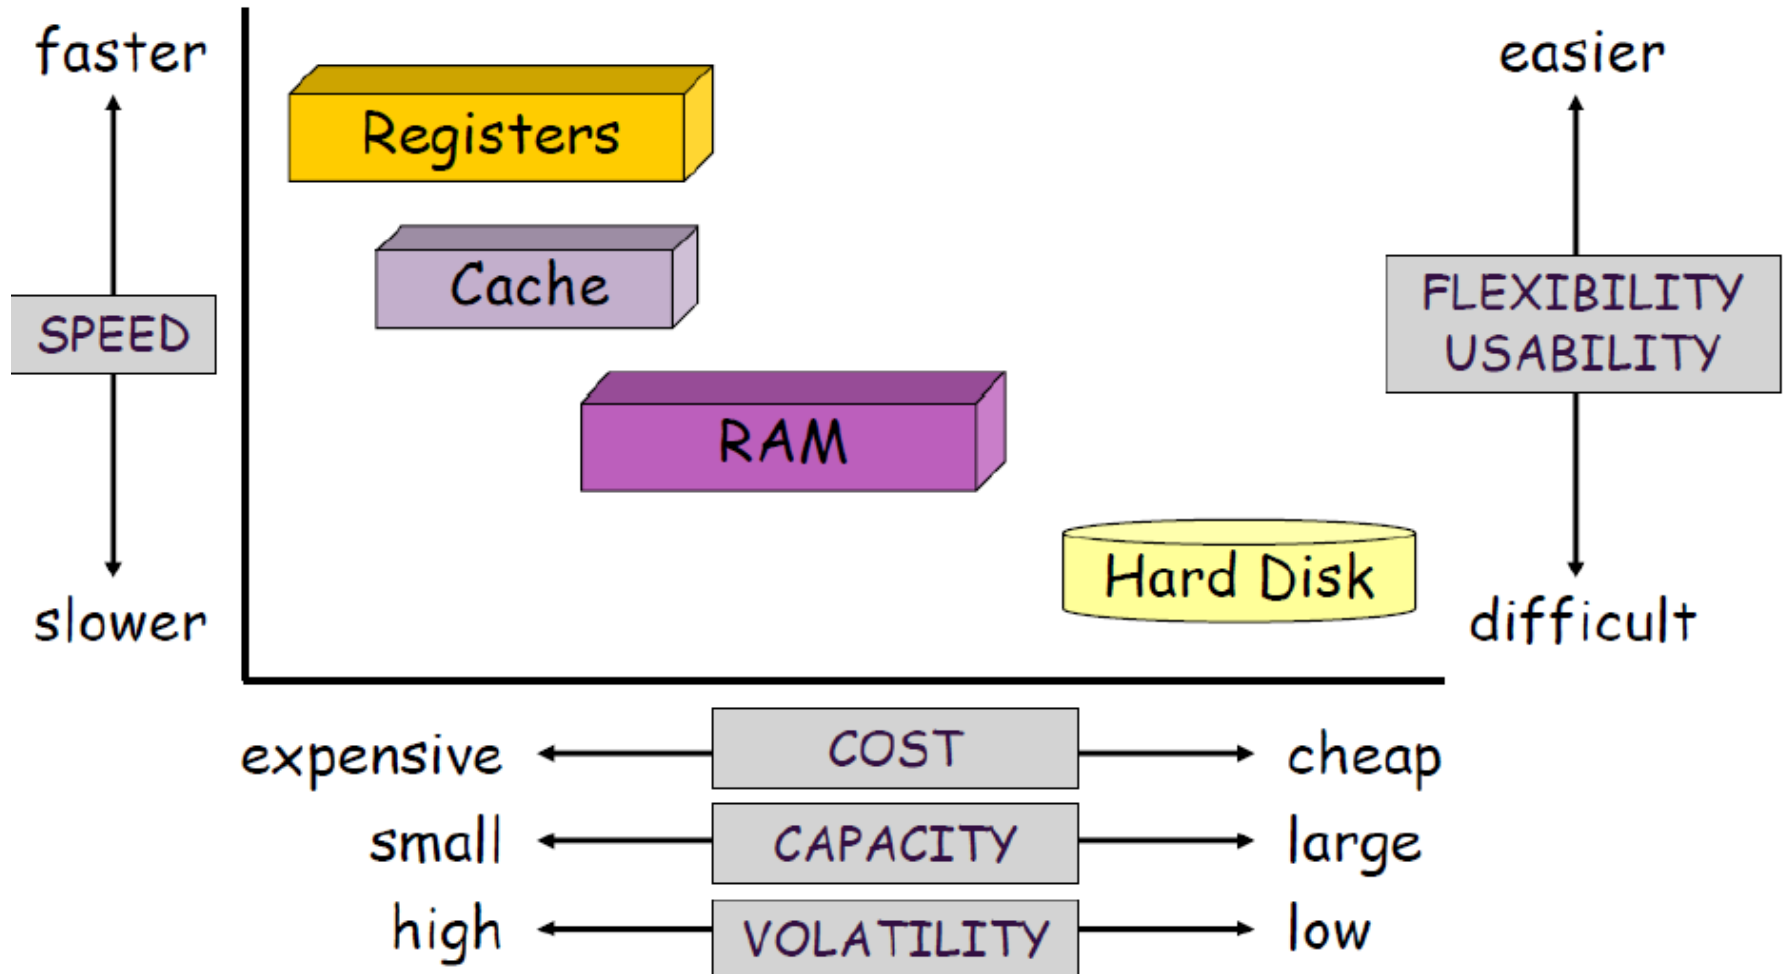 faster
easier
Registers
Cache
SPEED
FLEXIBILITY
USABILITY
RAM
Hard Disk
slower
difficult
expensive
COST
cheap
small
CAPACITY
large
high
VOLATILITY
low